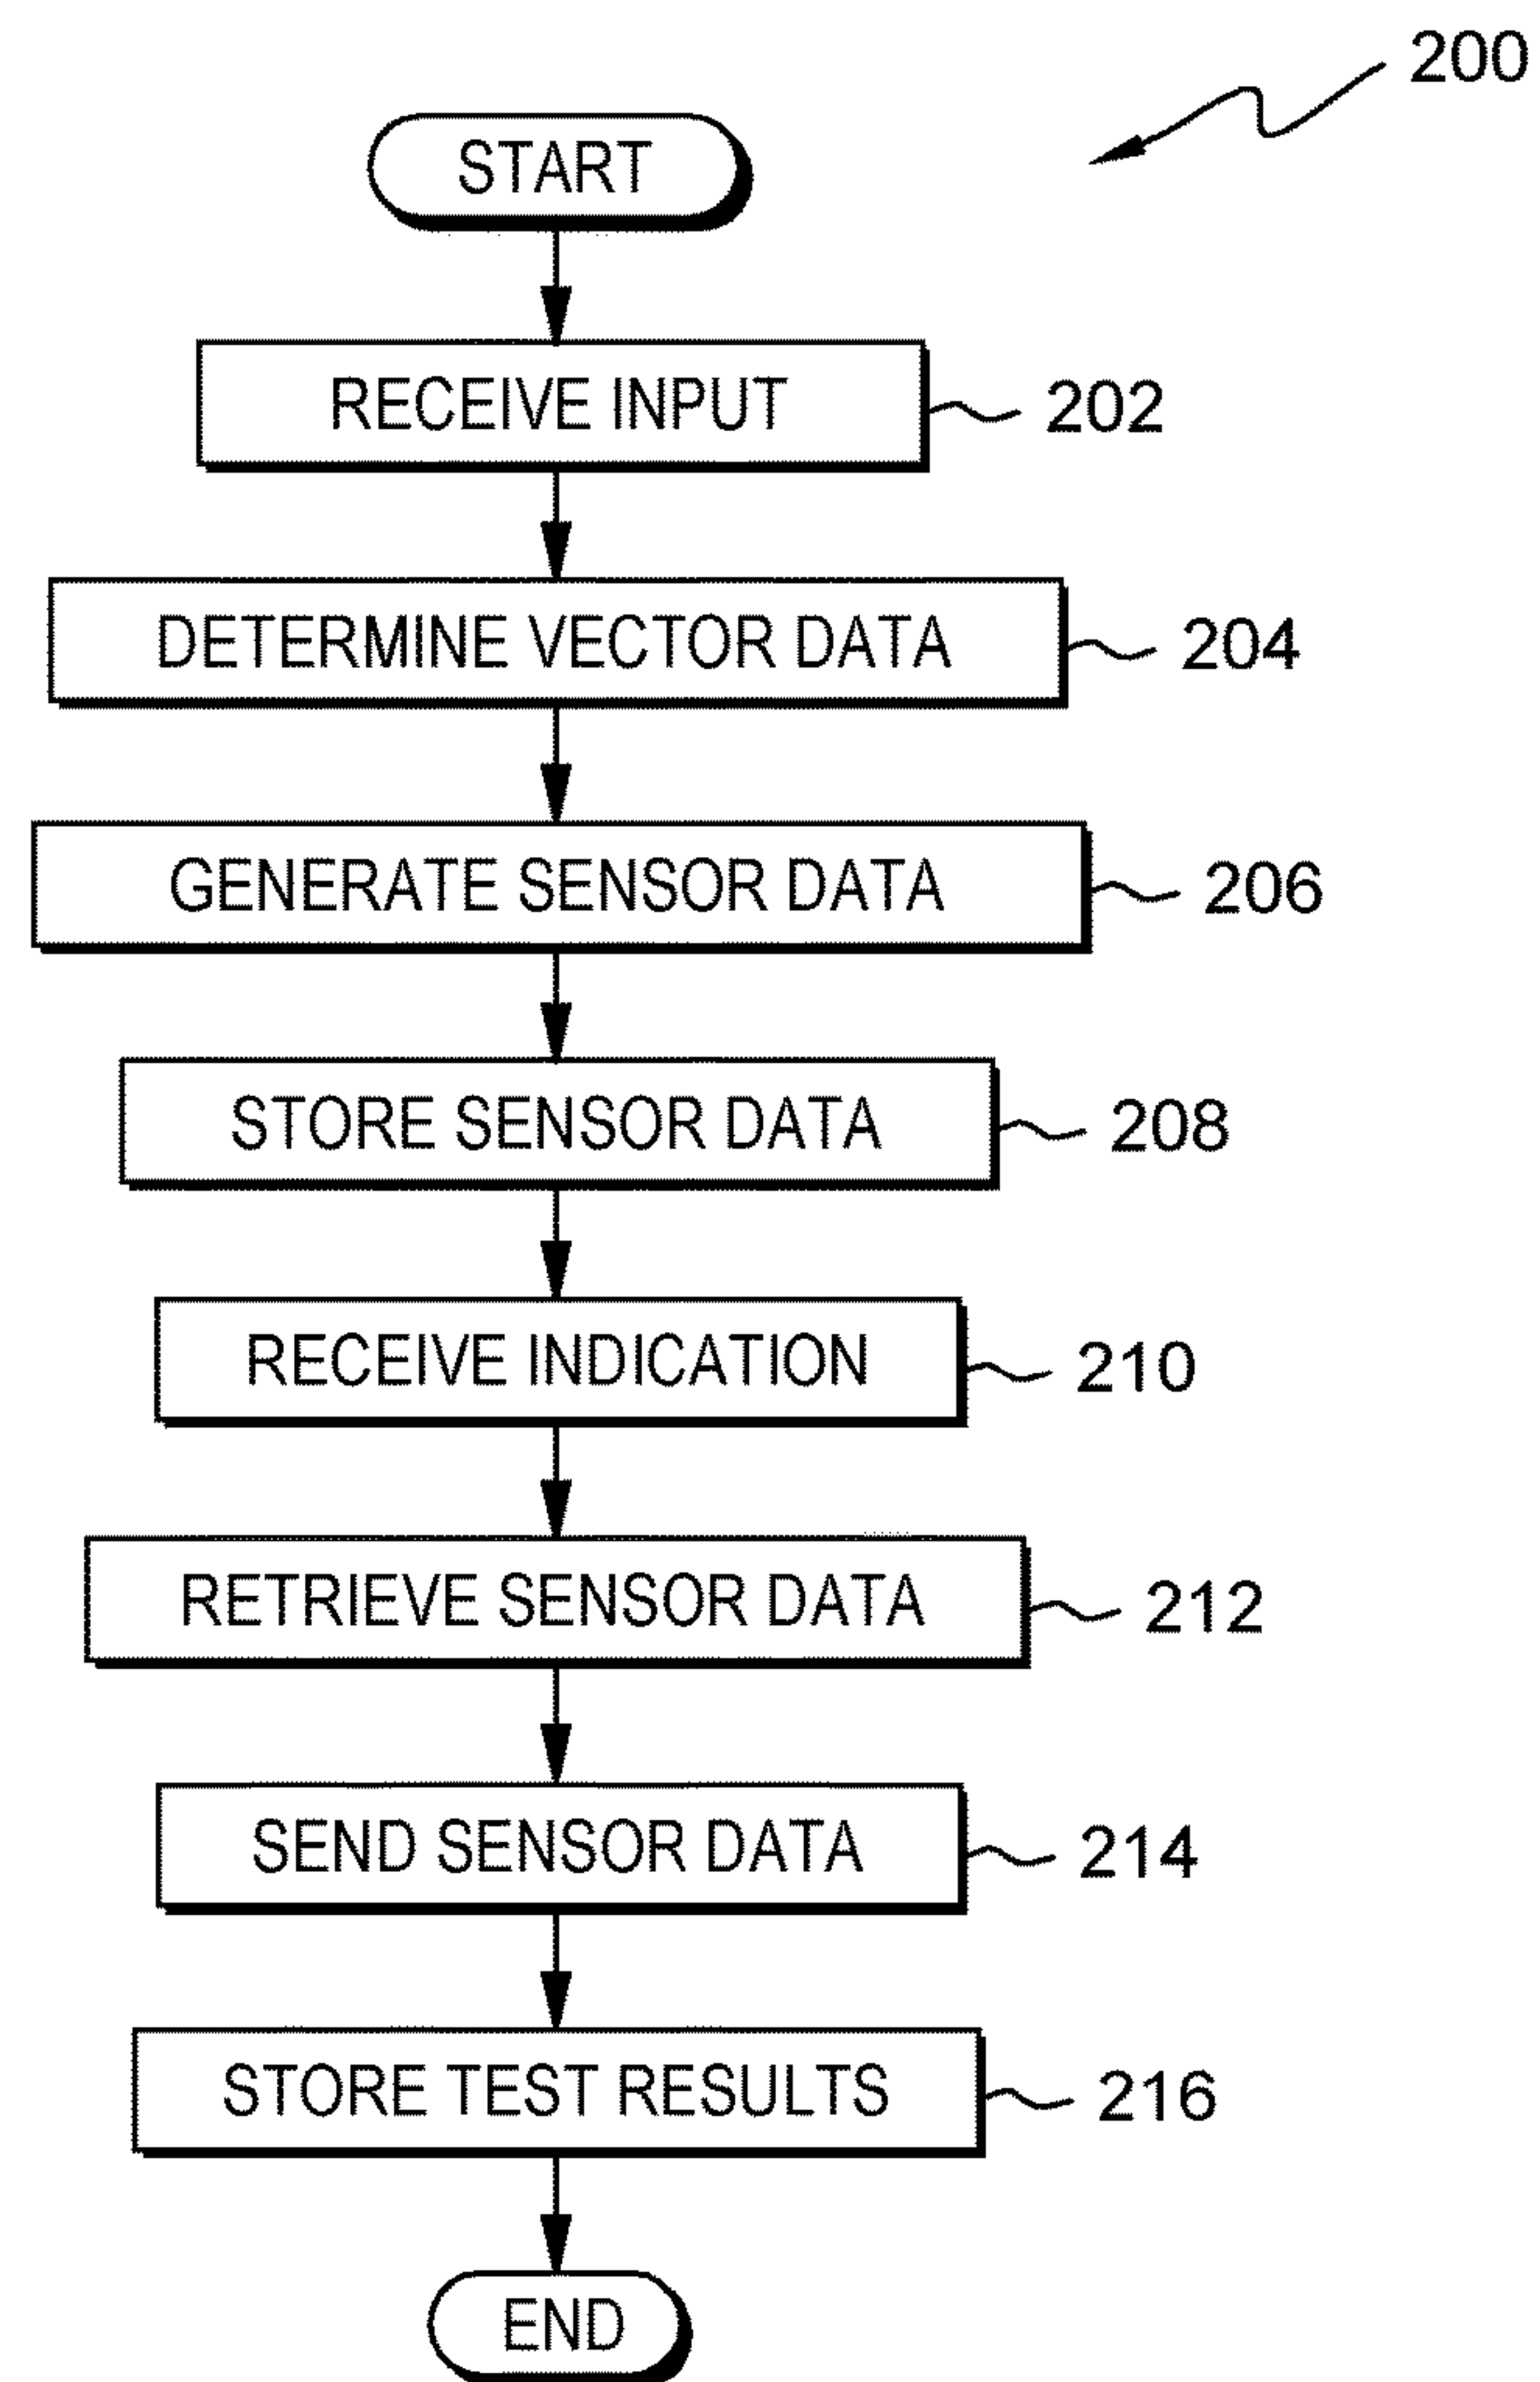 200
START
RECEIVE INPUT 202
DETERMINE VECTOR DATA 204
GENERATE SENSOR DATA 206
STORE SENSOR DATA 208
RECEIVE INDICATION 210
RETRIEVE SENSOR DATA 212
SEND SENSOR DATA 214
STORE TEST RESULTS 216
END